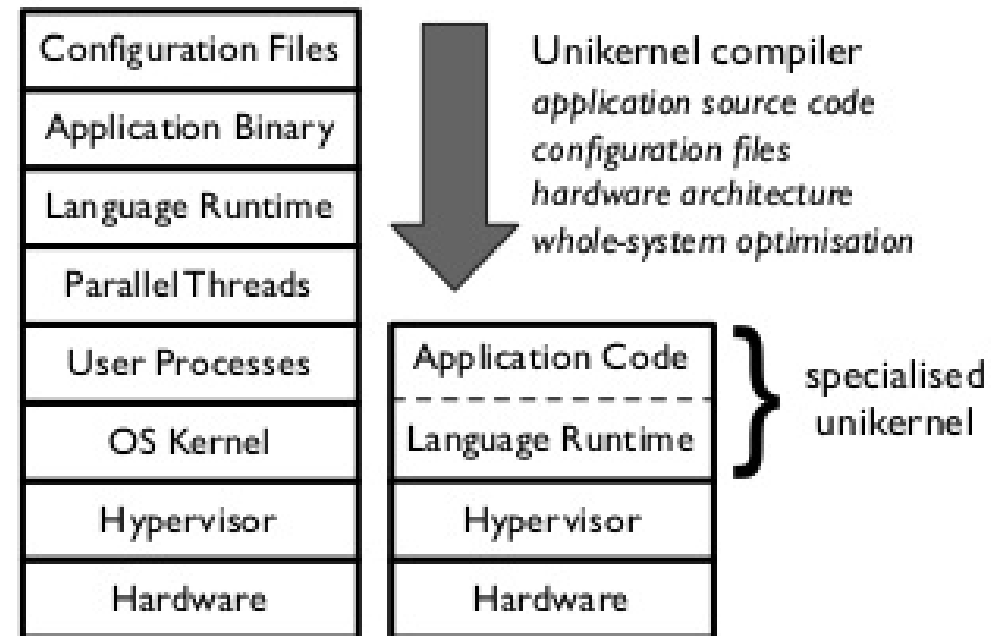 Configuration Files
Application Binary
Language Runtime
Parallel Threads
User Processes
OS Kernel
Hypervisor
Hardware
Unikernel compiler
application source code
configuration files
hardware architecture
whole-system optimisation
Application Code
Language Runtime
Hypervisor
Hardware
specialised
unikernel